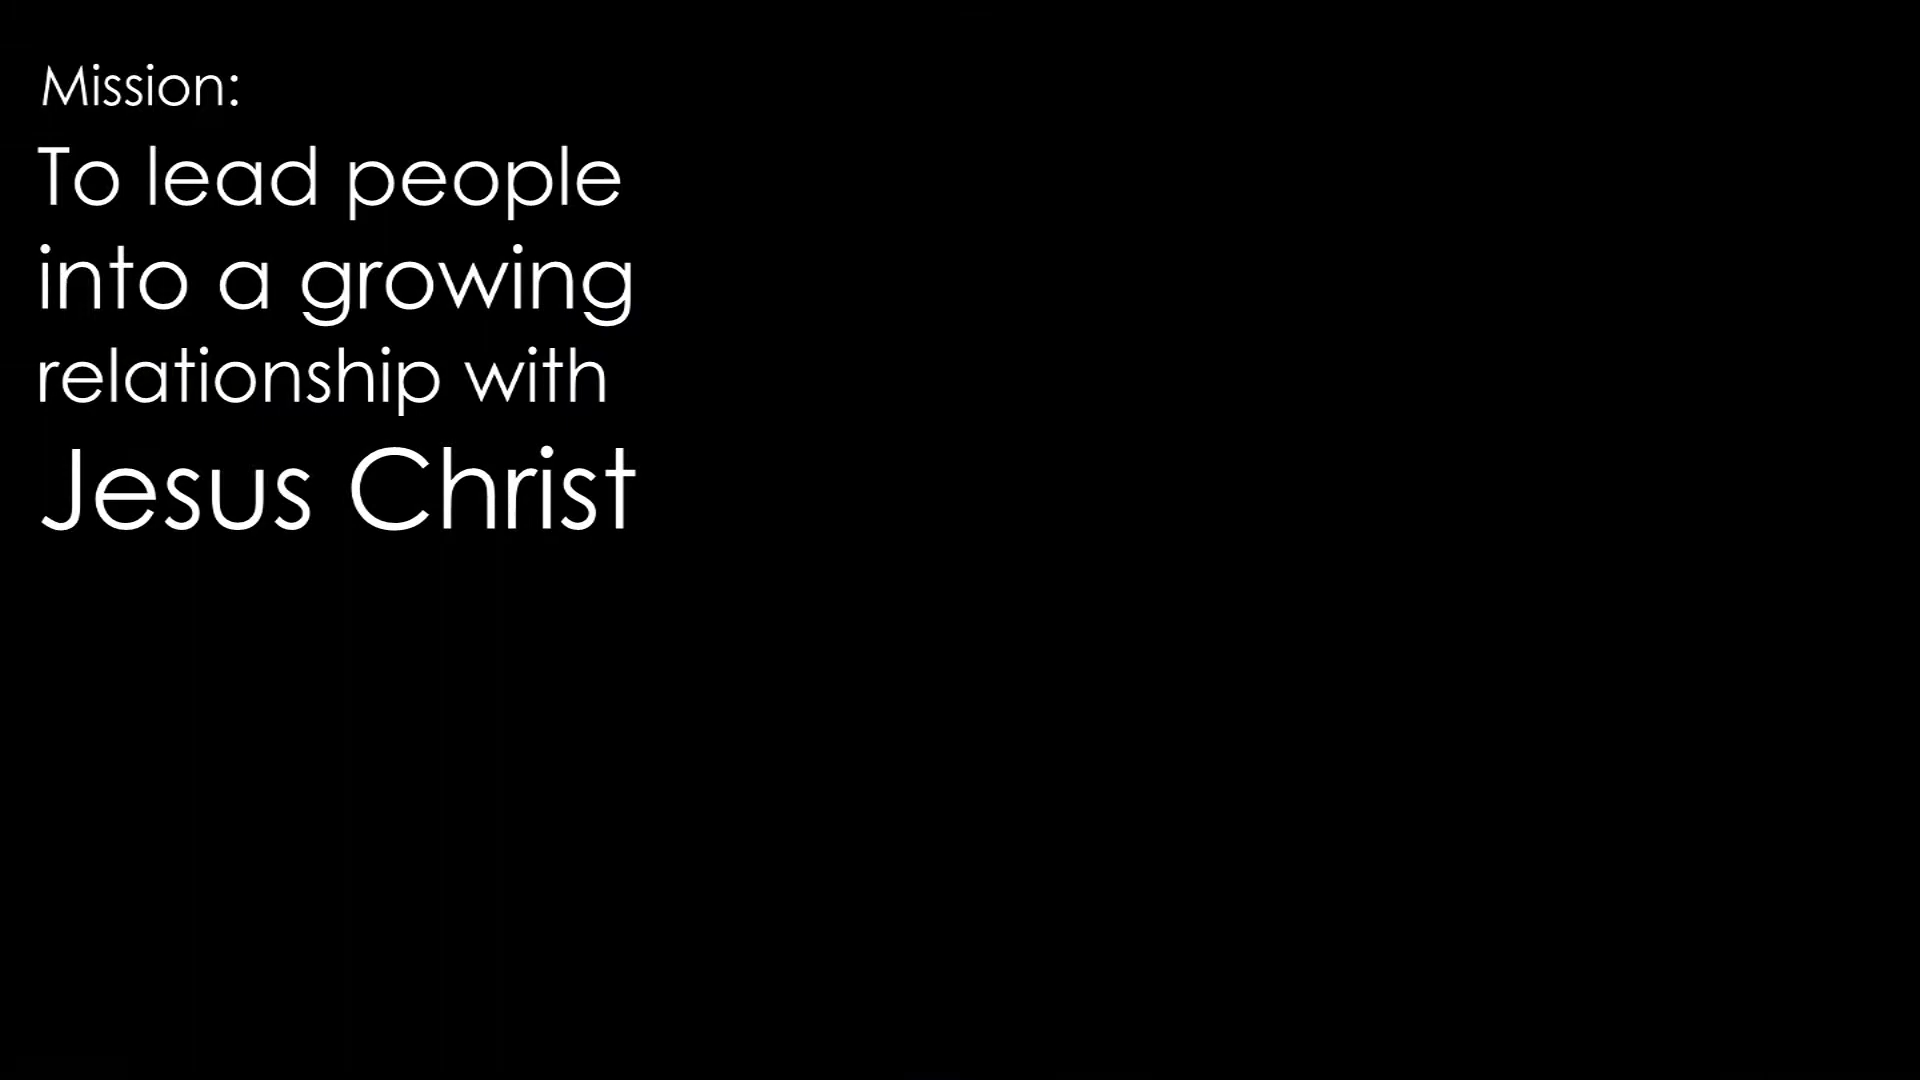 Mission:
To lead people
into a growing
relationship with
Jesus Christ